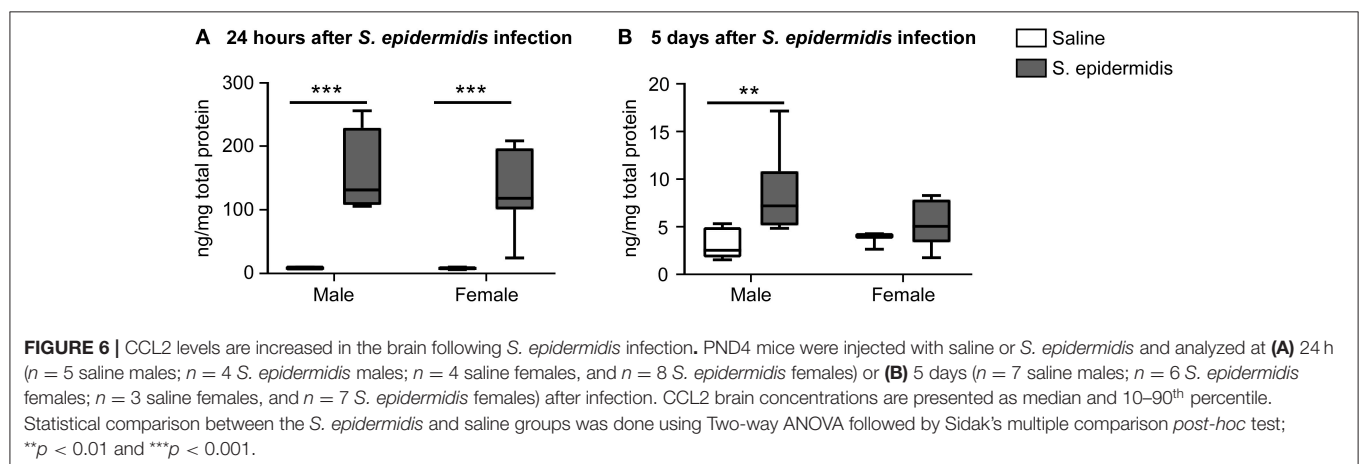 A 24 hours after S. epidermidis infection
300
200
100
0
ng/mg total protein
***
***
Male
Female
B 5 days after S. epidermidis infection
20
15
10
5
0
ng/mg total protein
**
Male
Female
Saline
S. epidermidis
FIGURE 6 | CCL2 levels are increased in the brain following S. epidermidis infection. PND4 mice were injected with saline or S. epidermidis and analyzed at (A) 24 h
(n = 5 saline males; n = 4 S. epidermidis males; n = 4 saline females, and n = 8 S. epidermidis females) or (B) 5 days (n = 7 saline males; n = 6 S. epidermidis
females; n = 3 saline females, and n = 7 S. epidermidis females) after infection. CCL2 brain concentrations are presented as median and 10–90th percentile.
Statistical comparison between the S. epidermidis and saline groups was done using Two-way ANOVA followed by Sidak's multiple comparison post-hoc test;
**p < 0.01 and ***p < 0.001.